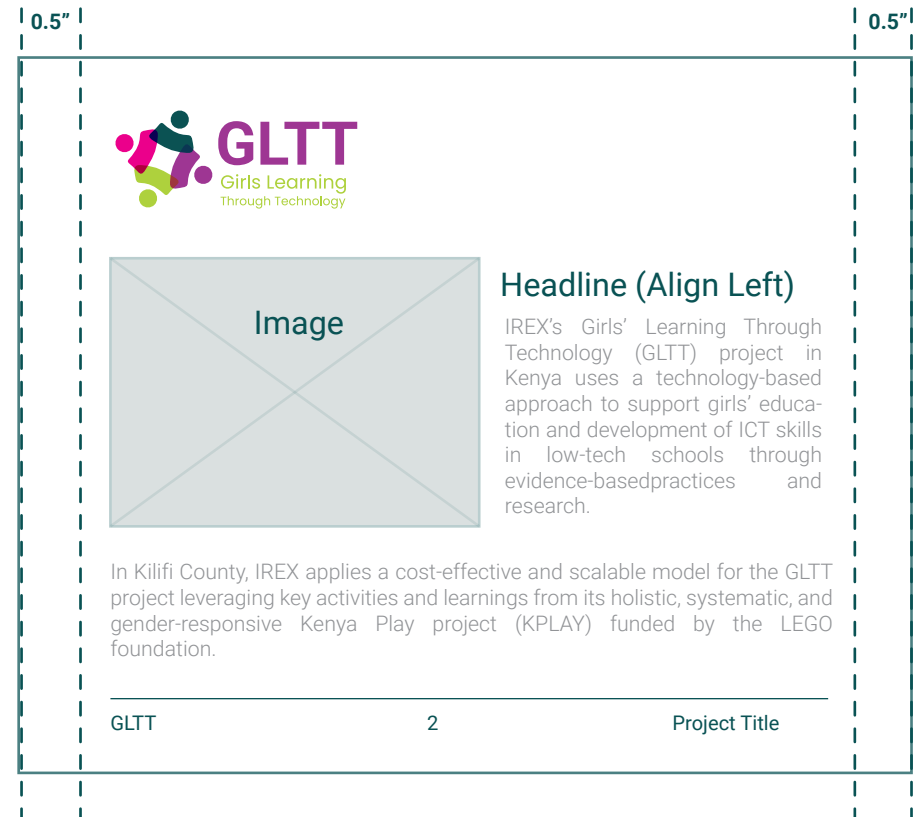 0.5” 0.5”
GLTT
Girls Learning
Through Technology
Image
Headline (Align Left)
IREX’s Girls’ Learning Through
Technology (GLTT) project in
Kenya uses a technology-based
approach to support girls’ educa-
tion and development of ICT skills
in low-tech schools through
evidence-basedpractices and
research.
In Kilifi County, IREX applies a cost-effective and scalable model for the GLTT
project leveraging key activities and learnings from its holistic, systematic, and
gender-responsive Kenya Play project (KPLAY) funded by the LEGO
foundation.
GLTT 2 Project Title